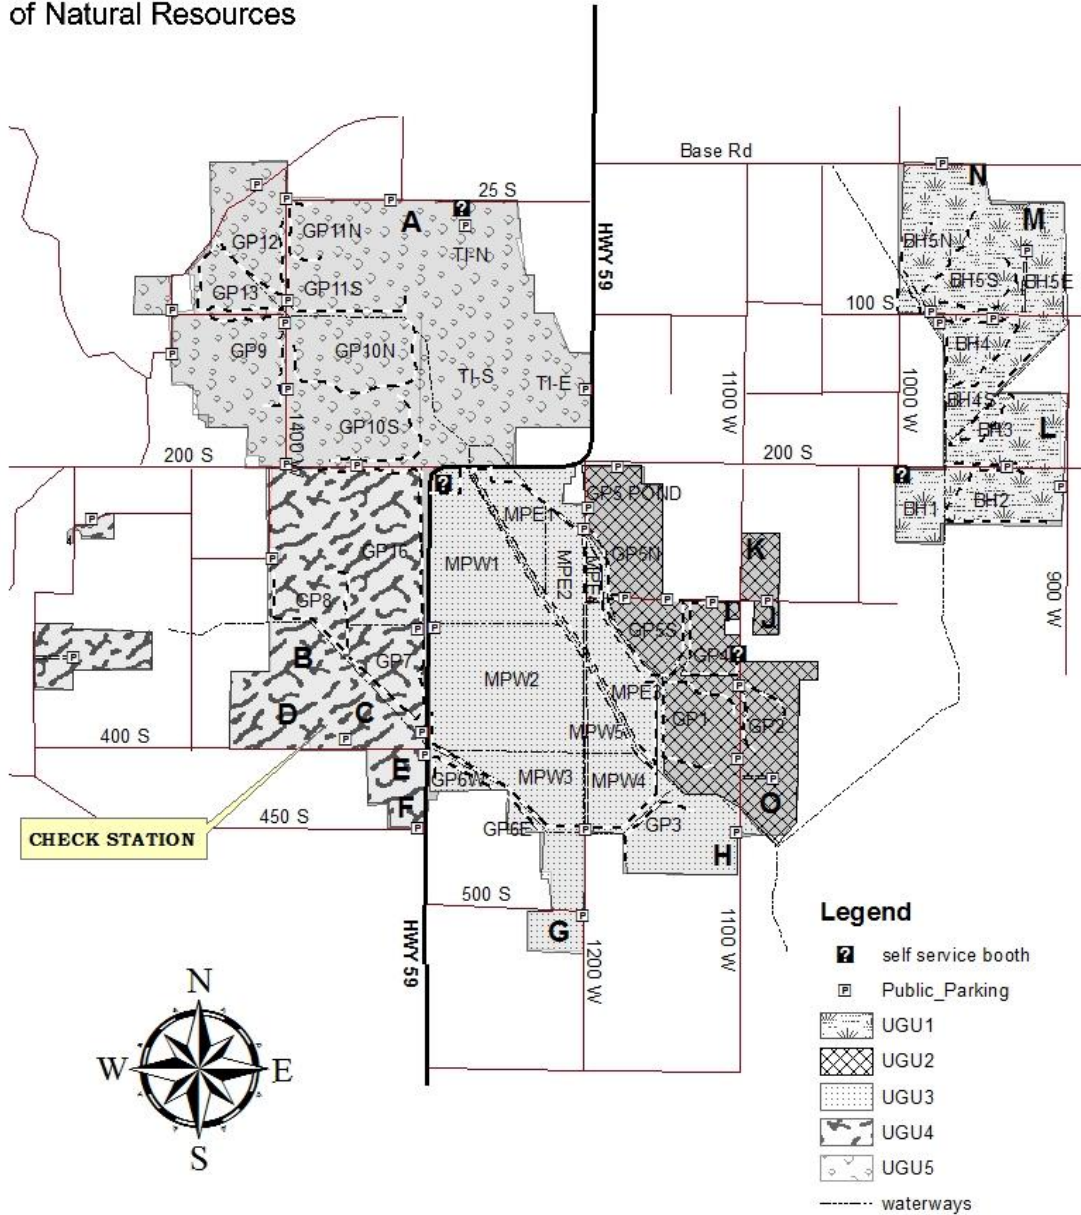 of Natural Resources
Base Rd
N
25 S
A
M
GP11N
GP12
TI-N
HWY 59
BH5N
GP13
GP11S
BH5S
BH5E
100 S
GP9
GP10N
BH4
TI-S
TI-E
1100 W
1000 W
BH4S
GP10S
BH3
L
1400 W
200 S
200 S
GP5 POND
BH1
BH2
MPE1
GP16
GP5N
K
MPW1
MPE2
MPE4
900 W
GP8
I
J
GP5S
B
GP7
GP4
MPW2
MPE3
D
C
GP1
GP2
400 S
MPW5
E
GP6W
MPW3
MPW4
O
F
450 S
CHECK STATION
GP6E
GP3
H
500 S
G
HWY 59
1200 W
1100 W
N
W
E
S
Legend
? self service booth
P Public_Parking
UGU1
UGU2
UGU3
UGU4
UGU5
waterways